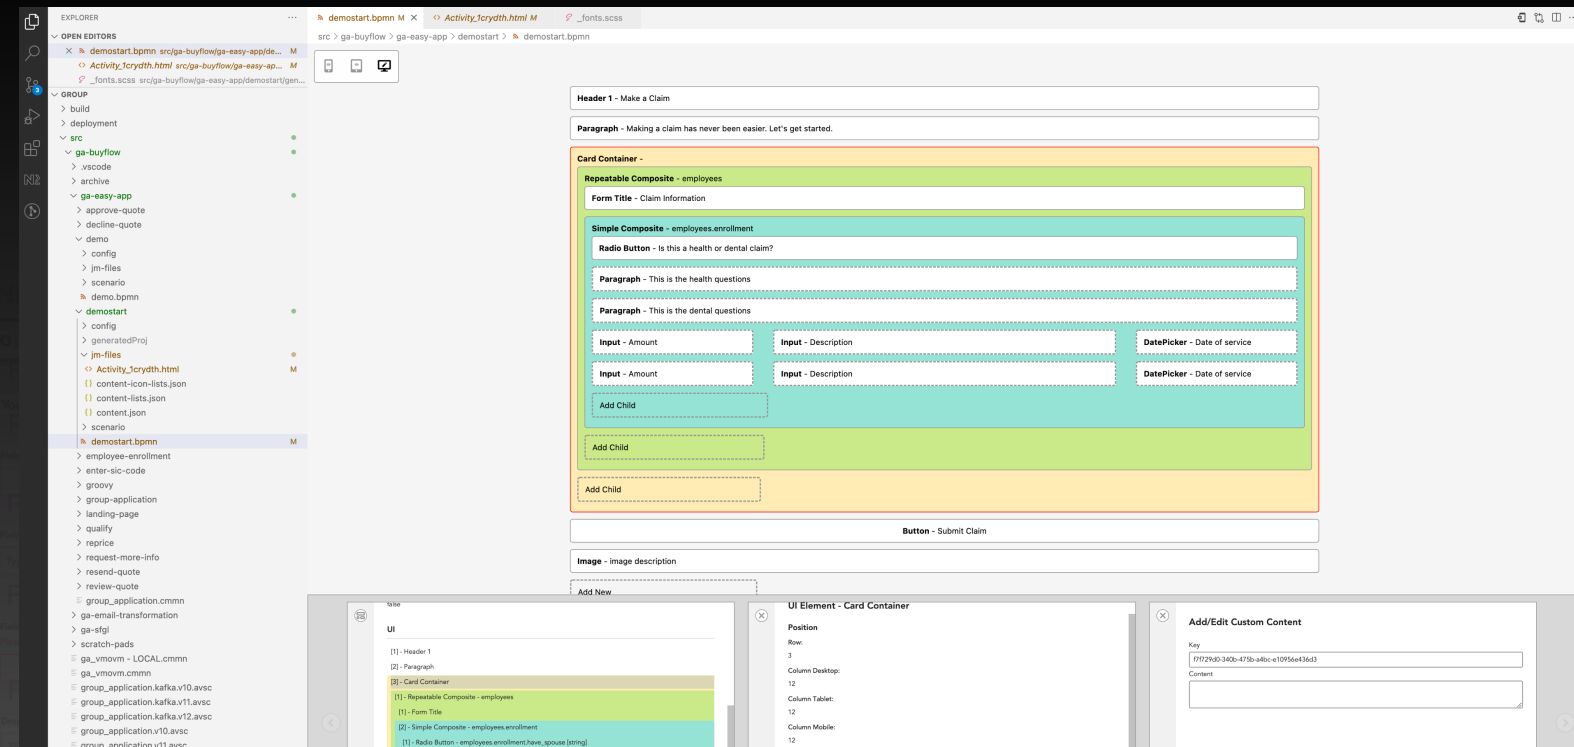 EXPLORER
···
demostart.bpmn M ×
Activity_1crydth.html M
_fonts.scss
src > ga-buyflow > ga-easy-app > demostart > demostart.bpmn
OPEN EDITORS
× demostart.bpmn src/ga-buyflow/ga-easy-app/de... M
Activity_1crydth.html src/ga-buyflow/ga-easy-ap... M
_fonts.scss src/ga-buyflow/ga-easy-app/demostart/gen...
3
GROUP
build
deployment
src
ga-buyflow
.vscode
archive
ga-easy-app
approve-quote
decline-quote
demo
config
jm-files
scenario
demo.bpmn
demostart
config
generatedProj
jm-files
Activity_1crydth.html M
{} content-icon-lists.json
{} content-lists.json
{} content.json
scenario
demostart.bpmn M
employee-enrollment
enter-sic-code
groovy
group-application
landing-page
qualify
reprice
request-more-info
resend-quote
review-quote
group_application.cmmn
ga-email-transformation
ga-sfgl
scratch-pads
ga_vmovm - LOCAL.cmmn
ga_vmovm.cmmn
group_application.kafka.v10.avsc
group_application.kafka.v11.avsc
group_application.kafka.v12.avsc
group_application.v10.avsc
group_application.v11.avsc
Header 1 - Make a Claim
Paragraph - Making a claim has never been easier. Let's get started.
Card Container -
Repeatable Composite - employees
Form Title - Claim Information
Simple Composite - employees.enrollment
Radio Button - Is this a health or dental claim?
Paragraph - This is the health questions
Paragraph - This is the dental questions
Input - Amount
Input - Description
DatePicker - Date of service
Input - Amount
Input - Description
DatePicker - Date of service
Add Child
Add Child
Add Child
Button - Submit Claim
Image - image description
Add New
false
UI
[1] - Header 1
[2] - Paragraph
[3] - Card Container
[1] - Repeatable Composite - employees
[1] - Form Title
[2] - Simple Composite - employees.enrollment
[1] - Radio Button - employees.enrollment.have_spouse [string]
UI Element - Card Container
Position
Row:
3
Column Desktop:
12
Column Tablet:
12
Column Mobile:
12
Add/Edit Custom Content
Key
f7f729d0-340b-475b-a4bc-e10956e436d3
Content